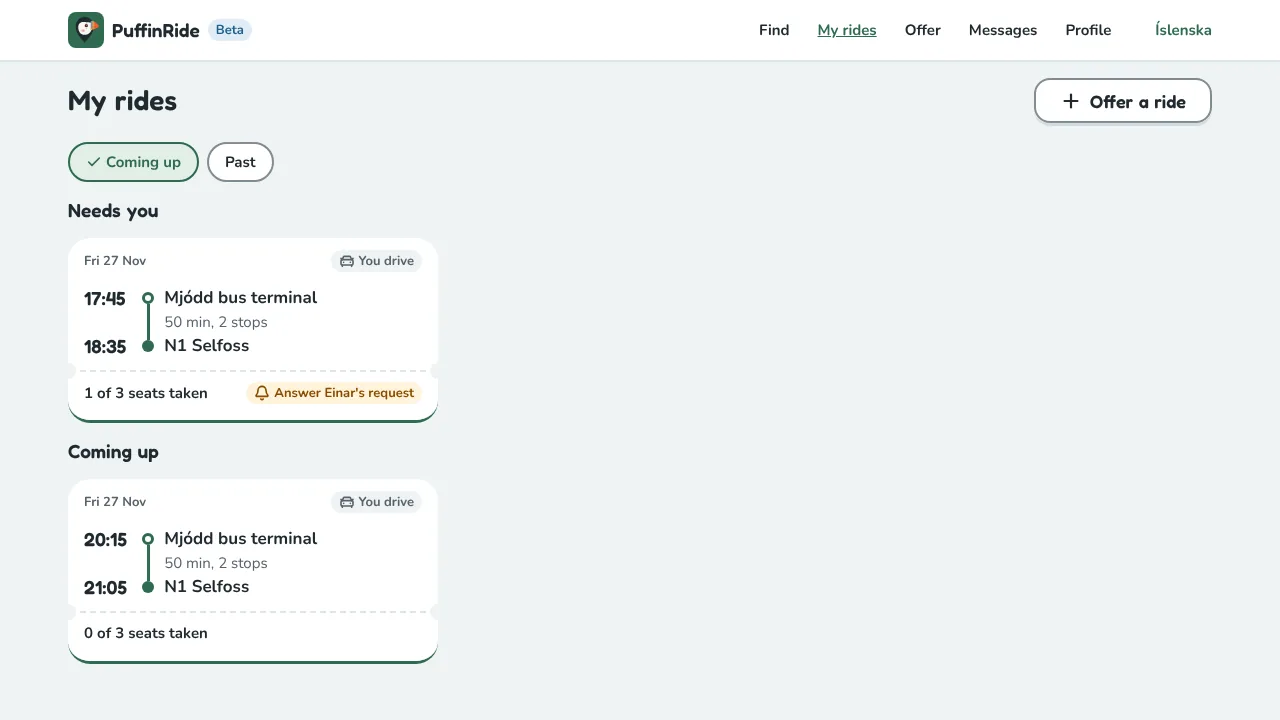 PuffinRide Beta Find My rides Offer Messages Profile Íslenska
My rides
Offer a ride
Coming up Past
Needs you
Fri 27 Nov You drive
17:45 Mjódd bus terminal
50 min, 2 stops
18:35 N1 Selfoss
1 of 3 seats taken Answer Einar's request
Coming up
Fri 27 Nov You drive
20:15 Mjódd bus terminal
50 min, 2 stops
21:05 N1 Selfoss
0 of 3 seats taken